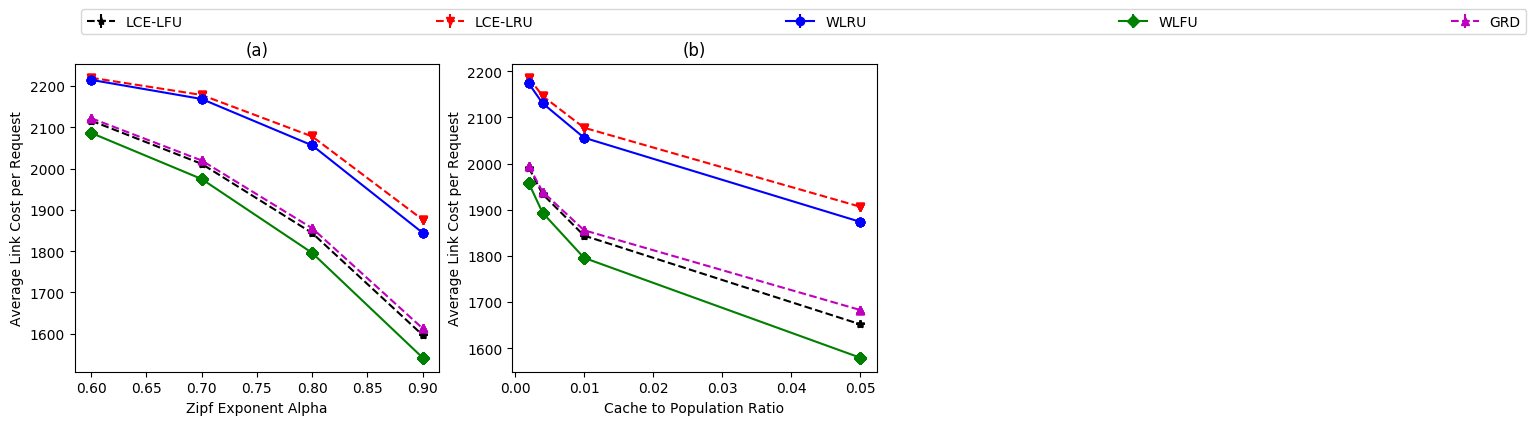 LCE-LFU LCE-LRU WLRU WLFU GRD
(a)
2200
2100
2000
1900
1800
1700
1600
Average Link Cost per Request
0.60 0.65 0.70 0.75 0.80 0.85 0.90
Zipf Exponent Alpha
(b)
2200
2100
2000
1900
1800
1700
1600
Average Link Cost per Request
0.00 0.01 0.02 0.03 0.04 0.05
Cache to Population Ratio